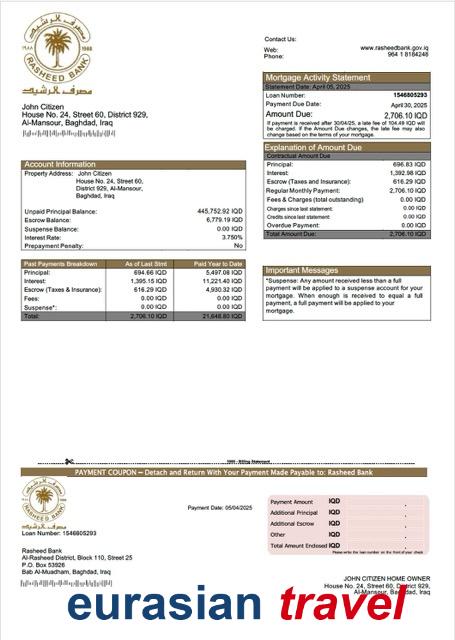 مصرف الرشيد
١٩٨٨ 1988
RASHEED BANK
مصرف الرشيد
Contact Us:
Web: www.rasheedbank.gov.iq
Phone: 964 1 8184248
John Citizen
House No. 24, Street 60, District 929,
Al-Mansour, Baghdad, Iraq
Mortgage Activity Statement
Statement Date: April 05, 2025
Loan Number: 1546805293
Payment Due Date: April 30, 2025
Amount Due: 2,706.10 IQD
If payment is received after 30/04/25, a late fee of 104.49 IQD will
be charged. If the Amount Due changes, the late fee may also
change based on the terms of your mortgage.
Explanation of Amount Due
Contractual Amount Due
Principal: 696.83 IQD
Interest: 1,392.98 IQD
Escrow (Taxes and Insurance): 616.29 IQD
Regular Monthly Payment: 2,706.10 IQD
Fees & Charges (total outstanding) 0.00 IQD
Charges since last statement: 0.00 IQD
Credits since last statement: 0.00 IQD
Overdue Payment: 0.00 IQD
Total Amount Due: 2,706.10 IQD
Account Information
Property Address: John Citizen
House No. 24, Street 60,
District 929, Al-Mansour,
Baghdad, Iraq
Unpaid Principal Balance: 445,752.92 IQD
Escrow Balance: 6,779.19 IQD
Suspense Balance: 0.00 IQD
Interest Rate: 3.750%
Prepayment Penalty: No
Past Payments Breakdown As of Last Stmt Paid Year to Date
Principal: 694.66 IQD 5,497.08 IQD
Interest: 1,395.15 IQD 11,221.40 IQD
Escrow (Taxes & Insurance): 616.29 IQD 4,930.32 IQD
Fees: 0.00 IQD 0.00 IQD
Suspense*: 0.00 IQD 0.00 IQD
Total: 2,706.10 IQD 21,648.80 IQD
Important Messages
*Suspense: Any amount received less than a full
payment will be applied to a suspense account for your
mortgage. When enough is received to equal a full
payment, a full payment will be applied to your
mortgage.
Billing Statement
PAYMENT COUPON – Detach and Return With Your Payment Made Payable to: Rasheed Bank
RASHEED BANK
مصرف الرشيد
Loan Number: 1546805293
Payment Date: 05/04/2025
Payment Amount IQD
Additional Principal IQD
Additional Escrow IQD
Other IQD
Total Amount Enclosed IQD
Please write the loan number on the front of your check
Rasheed Bank
Al-Rasheed District, Block 110, Street 25
P.O. Box 53926
Bab Al-Muadham, Baghdad, Iraq
JOHN CITIZEN HOME OWNER
House No. 24, Street 60, District 929,
Al-Mansour, Baghdad, Iraq
eurasian travel